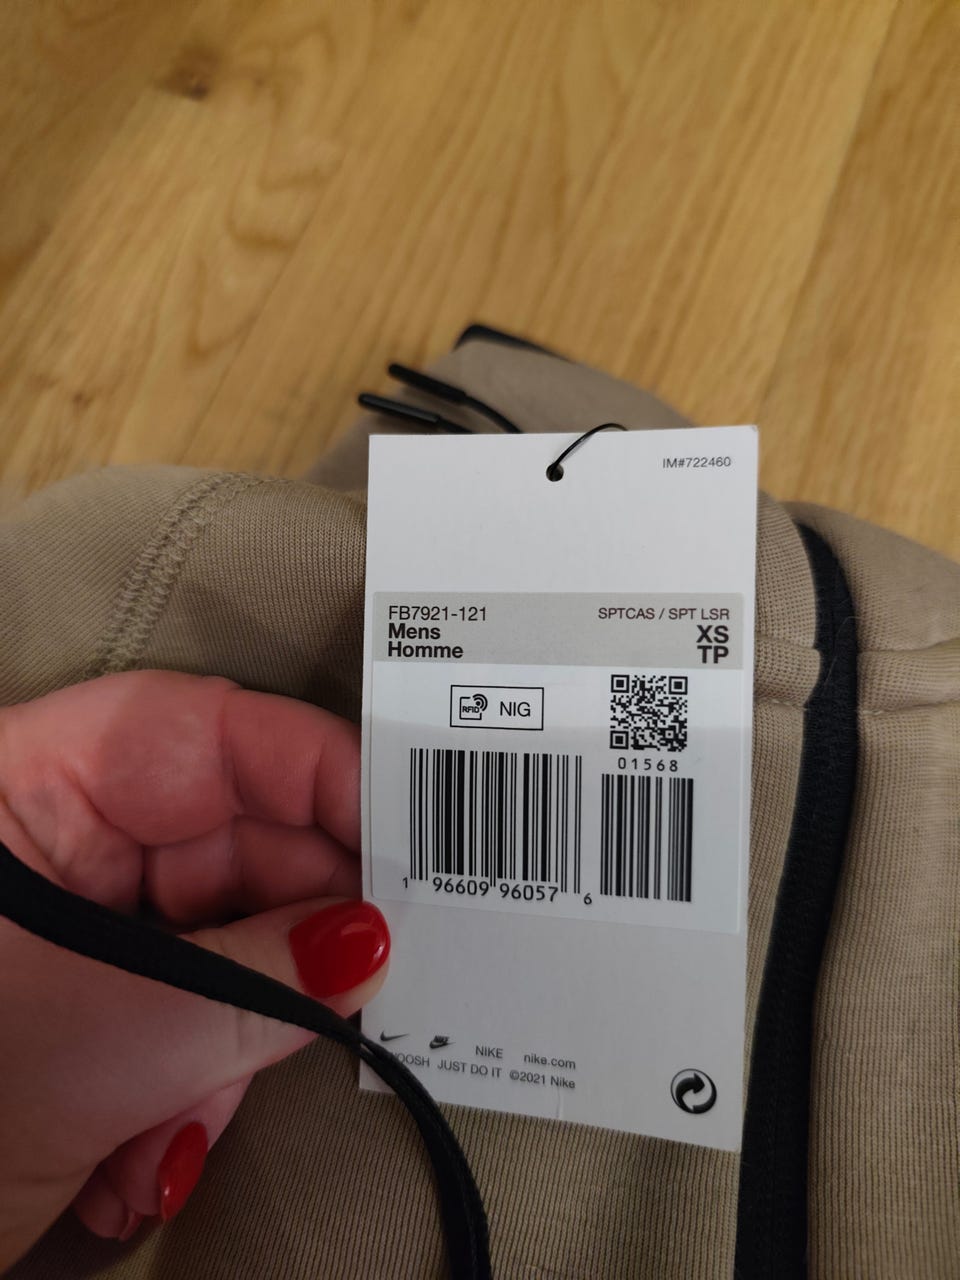 IM#722460
FB7921-121 SPTCAS / SPT LSR
Mens XS
Homme TP
RFID NIG
01568
1 96609 96057 6
NIKE nike.com
JUST DO IT ©2021 Nike